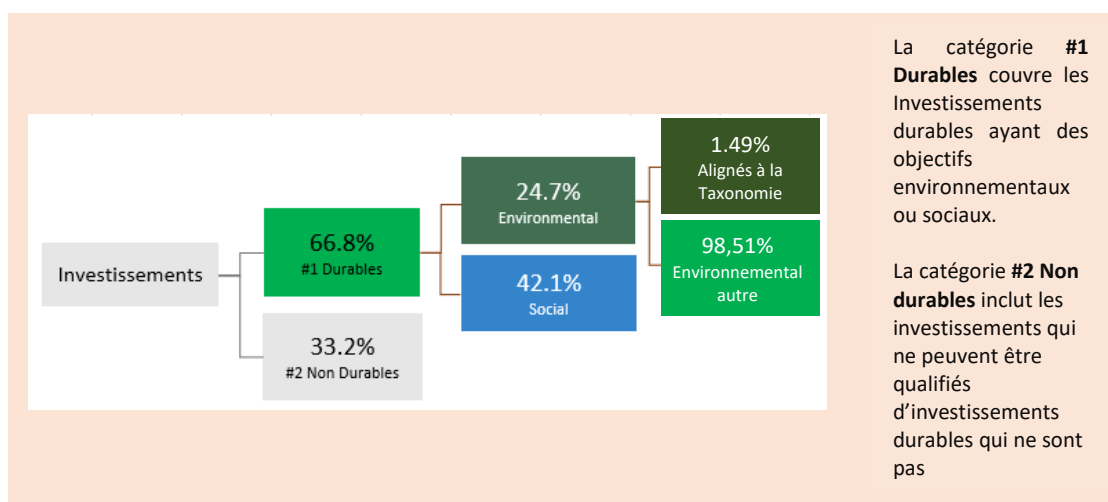 Investissements
66.8%
#1 Durables
33.2%
#2 Non Durables
24.7%
Environmental
42.1%
Social
1.49%
Alignés à la
Taxonomie
98,51%
Environnemental
autre
La catégorie #1
Durables couvre les
Investissements
durables ayant des
objectifs
environnementaux
ou sociaux.
La catégorie #2 Non
durables inclut les
investissements qui
ne peuvent être
qualifiés
d’investissements
durables qui ne sont
pas